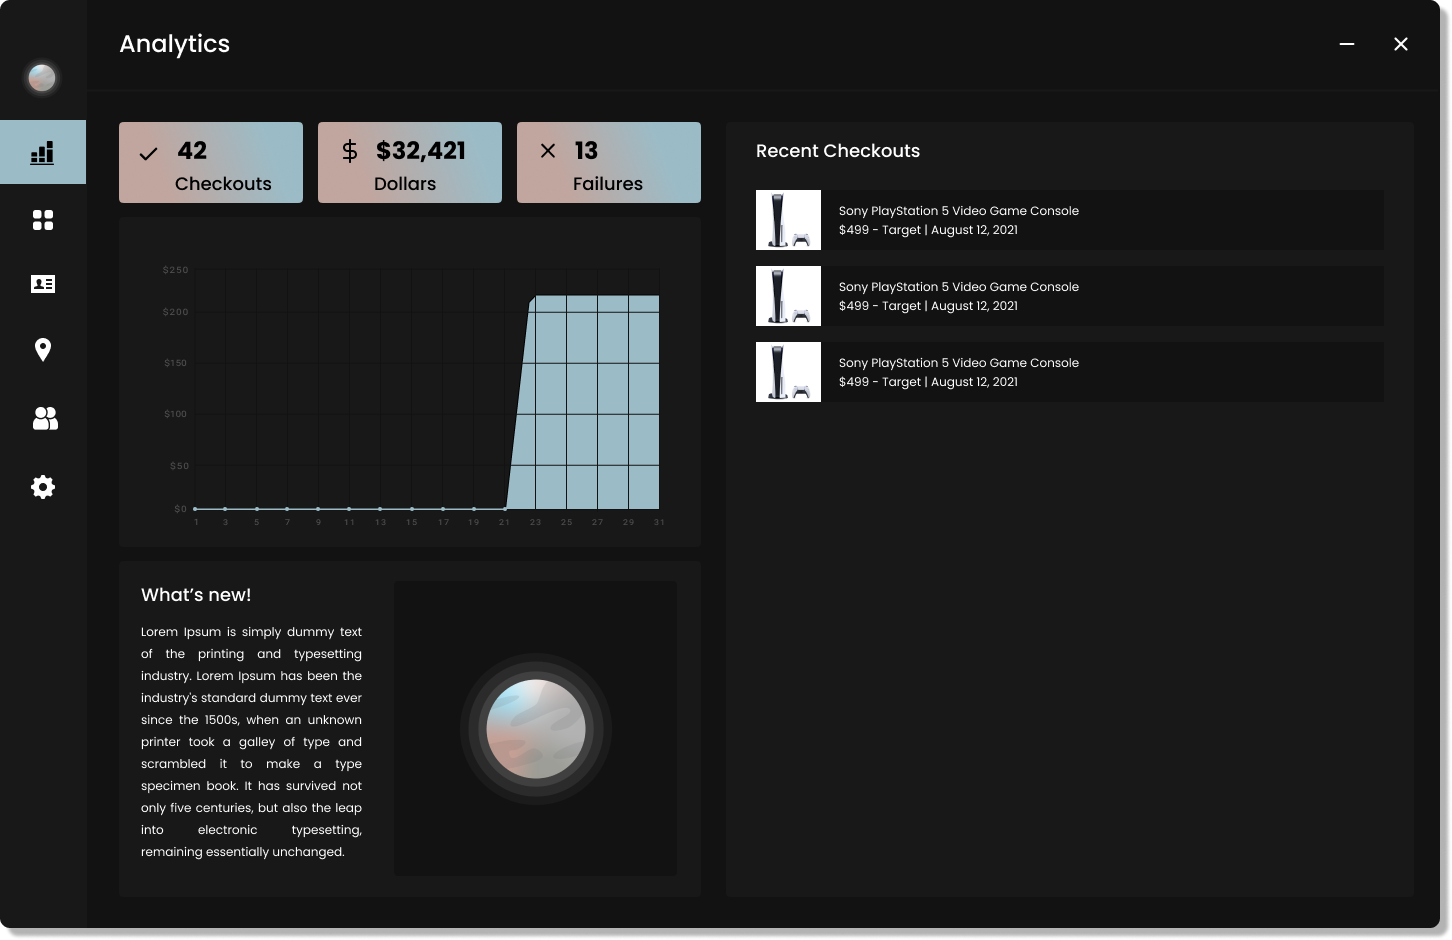 Analytics
42
Checkouts
$32,421
Dollars
13
Failures
$250
$200
$150
$100
$50
$0
1 3 5 7 9 11 13 15 17 19 21 23 25 27 29 31
What’s new!
Lorem Ipsum is simply dummy text
of the printing and typesetting
industry. Lorem Ipsum has been the
industry's standard dummy text ever
since the 1500s, when an unknown
printer took a galley of type and
scrambled it to make a type
specimen book. It has survived not
only five centuries, but also the leap
into electronic typesetting,
remaining essentially unchanged.
Recent Checkouts
Sony PlayStation 5 Video Game Console
$499 - Target | August 12, 2021
Sony PlayStation 5 Video Game Console
$499 - Target | August 12, 2021
Sony PlayStation 5 Video Game Console
$499 - Target | August 12, 2021